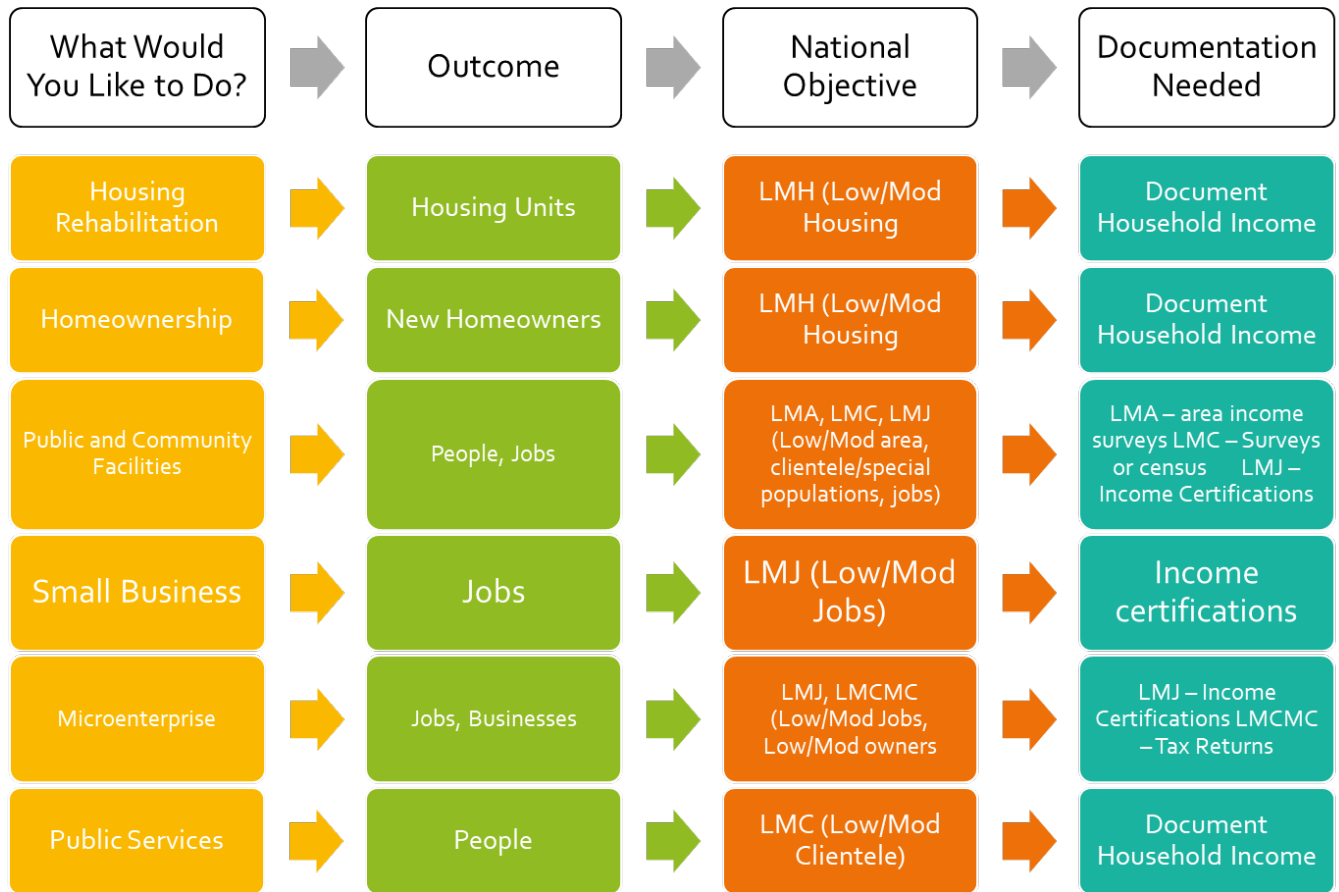 What Would
You Like to Do?
Outcome
National
Objective
Documentation
Needed
Housing
Rehabilitation
Housing Units
LMH (Low/Mod
Housing
Document
Household Income
Homeownership
New Homeowners
LMH (Low/Mod
Housing
Document
Household Income
Public and Community
Facilities
People, Jobs
LMA, LMC, LMJ
(Low/Mod area,
clientele/special
populations, jobs)
LMA – area income
surveys LMC – Surveys
or census LMJ –
Income Certifications
Small Business
Jobs
LMJ (Low/Mod
Jobs)
Income
certifications
Microenterprise
Jobs, Businesses
LMJ, LMCMC
(Low/Mod Jobs,
Low/Mod owners
LMJ – Income
Certifications LMCMC
– Tax Returns
Public Services
People
LMC (Low/Mod
Clientele)
Document
Household Income